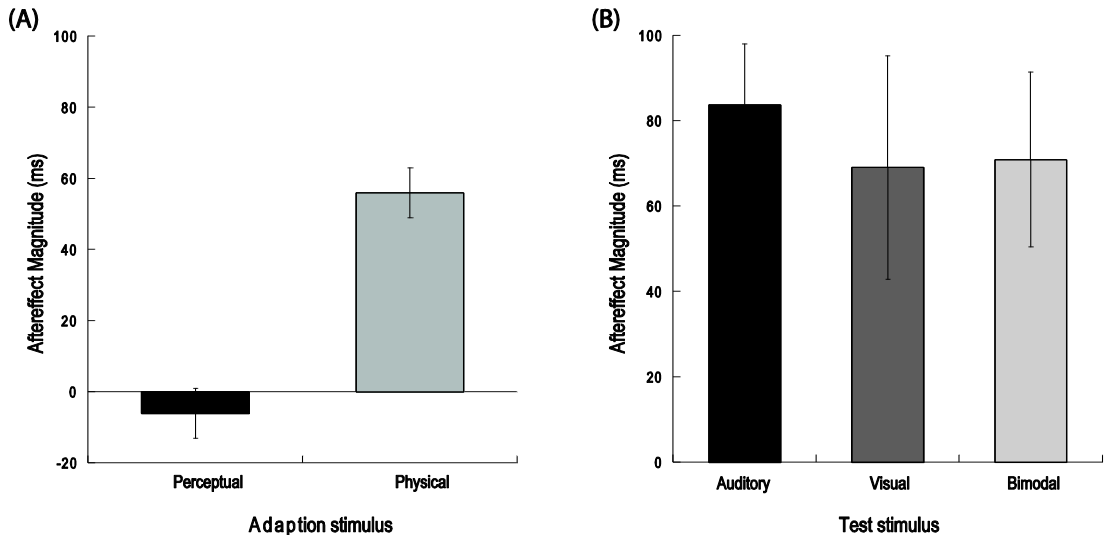 (A)
Aftereffect Magnitude (ms)
100
80
60
40
20
0
-20
Perceptual
Physical
Adaption stimulus
(B)
Aftereffect Magnitude (ms)
100
80
60
40
20
0
Auditory
Visual
Bimodal
Test stimulus